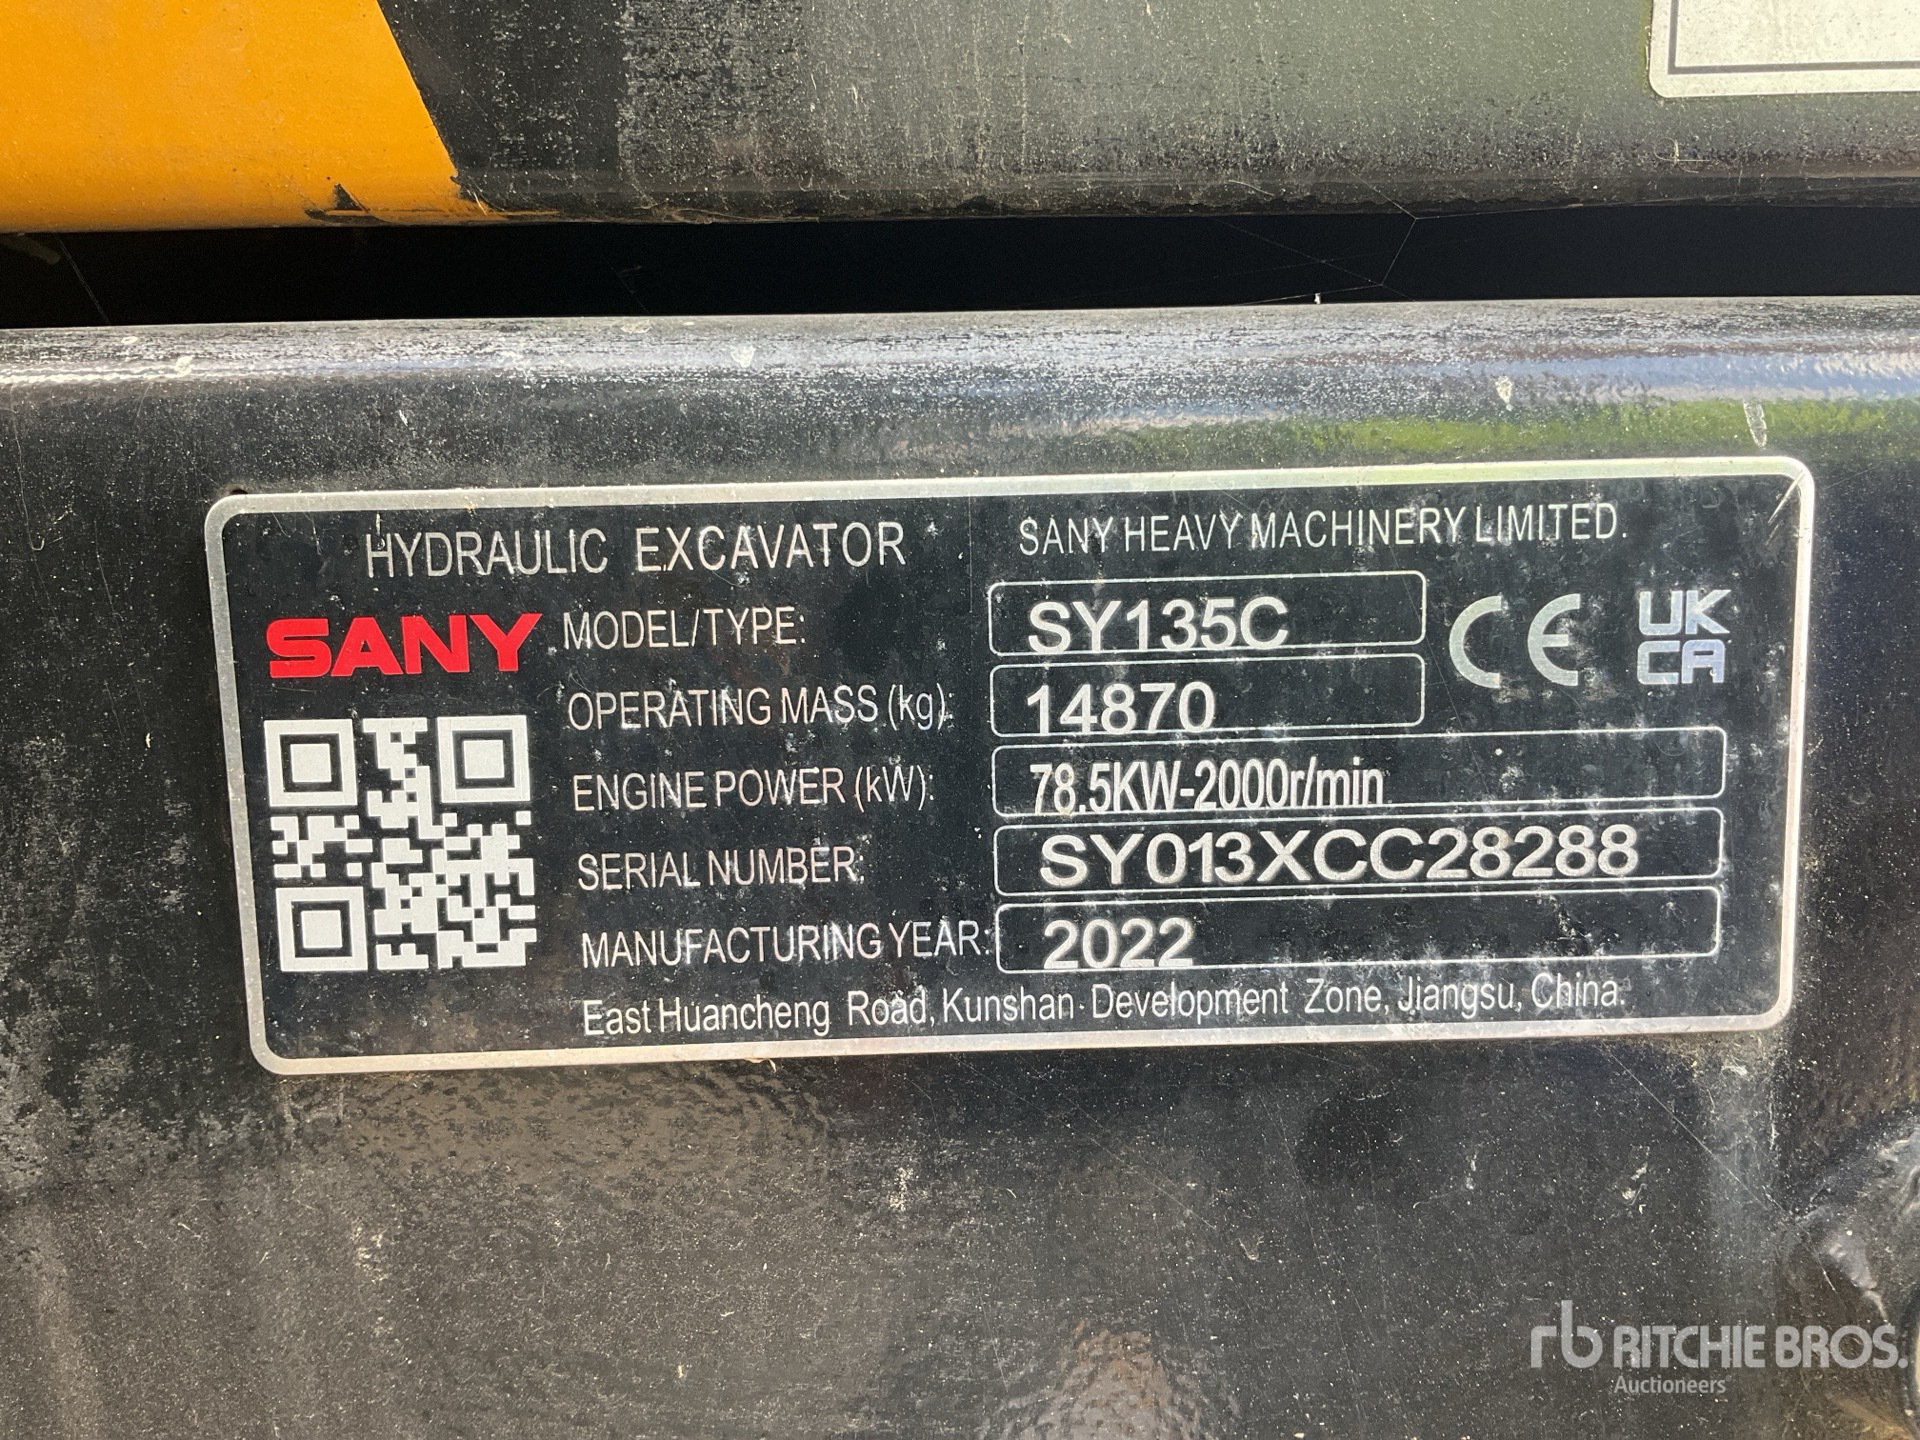 HYDRAULIC EXCAVATOR
SANY HEAVY MACHINERY LIMITED.
SANY
MODEL/TYPE: SY135C
CE
UK
CA
OPERATING MASS (kg): 14870
ENGINE POWER (kW): 78.5KW-2000r/min
SERIAL NUMBER: SY013XCC28288
MANUFACTURING YEAR: 2022
East Huancheng Road, Kunshan Development Zone, Jiangsu, China.
rb RITCHIE BROS.
Auctioneers